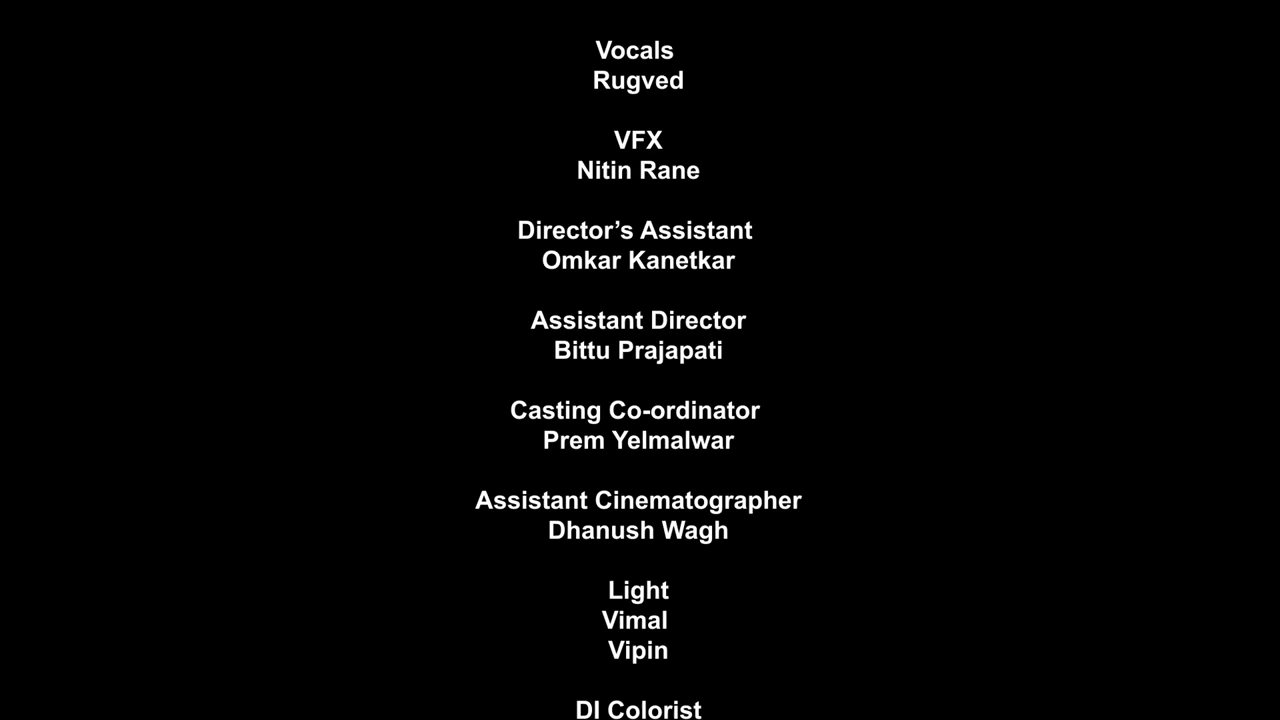 Vocals
Rugved
VFX
Nitin Rane
Director’s Assistant
Omkar Kanetkar
Assistant Director
Bittu Prajapati
Casting Co-ordinator
Prem Yelmalwar
Assistant Cinematographer
Dhanush Wagh
Light
Vimal
Vipin
DI Colorist